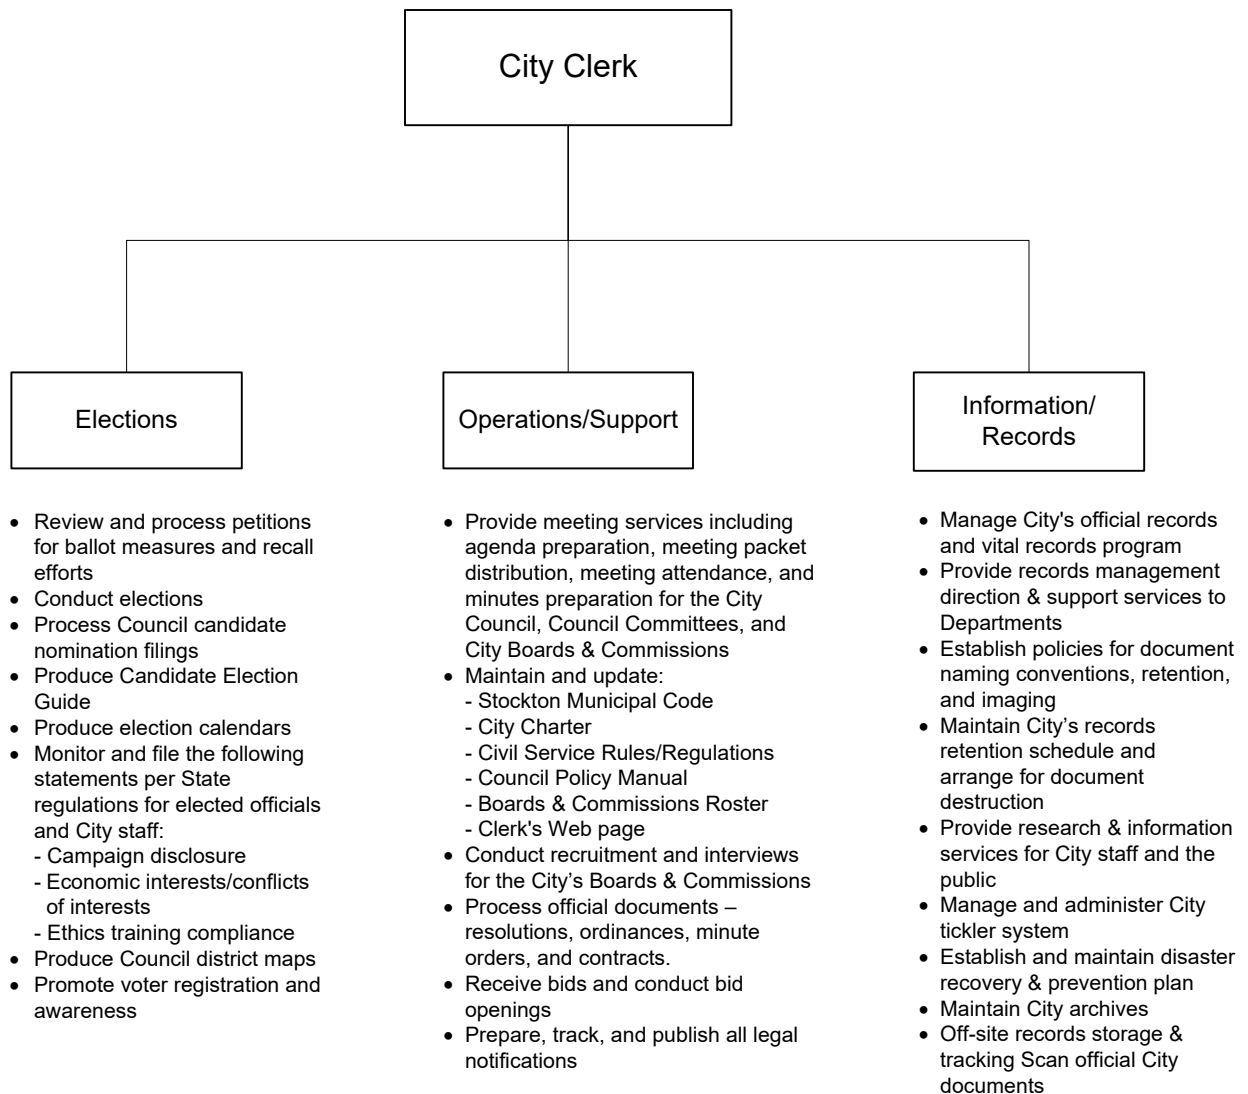 City Clerk
Elections
Operations/Support
Information/
Records
• Review and process petitions
for ballot measures and recall
efforts
• Conduct elections
• Process Council candidate
nomination filings
• Produce Candidate Election
Guide
• Produce election calendars
• Monitor and file the following
statements per State
regulations for elected officials
and City staff:
- Campaign disclosure
- Economic interests/conflicts
of interests
- Ethics training compliance
• Produce Council district maps
• Promote voter registration and
awareness
• Provide meeting services including
agenda preparation, meeting packet
distribution, meeting attendance, and
minutes preparation for the City
Council, Council Committees, and
City Boards & Commissions
• Maintain and update:
- Stockton Municipal Code
- City Charter
- Civil Service Rules/Regulations
- Council Policy Manual
- Boards & Commissions Roster
- Clerk's Web page
• Conduct recruitment and interviews
for the City’s Boards & Commissions
• Process official documents –
resolutions, ordinances, minute
orders, and contracts.
• Receive bids and conduct bid
openings
• Prepare, track, and publish all legal
notifications
• Manage City's official records
and vital records program
• Provide records management
direction & support services to
Departments
• Establish policies for document
naming conventions, retention,
and imaging
• Maintain City’s records
retention schedule and
arrange for document
destruction
• Provide research & information
services for City staff and the
public
• Manage and administer City
tickler system
• Establish and maintain disaster
recovery & prevention plan
• Maintain City archives
• Off-site records storage &
tracking Scan official City
documents